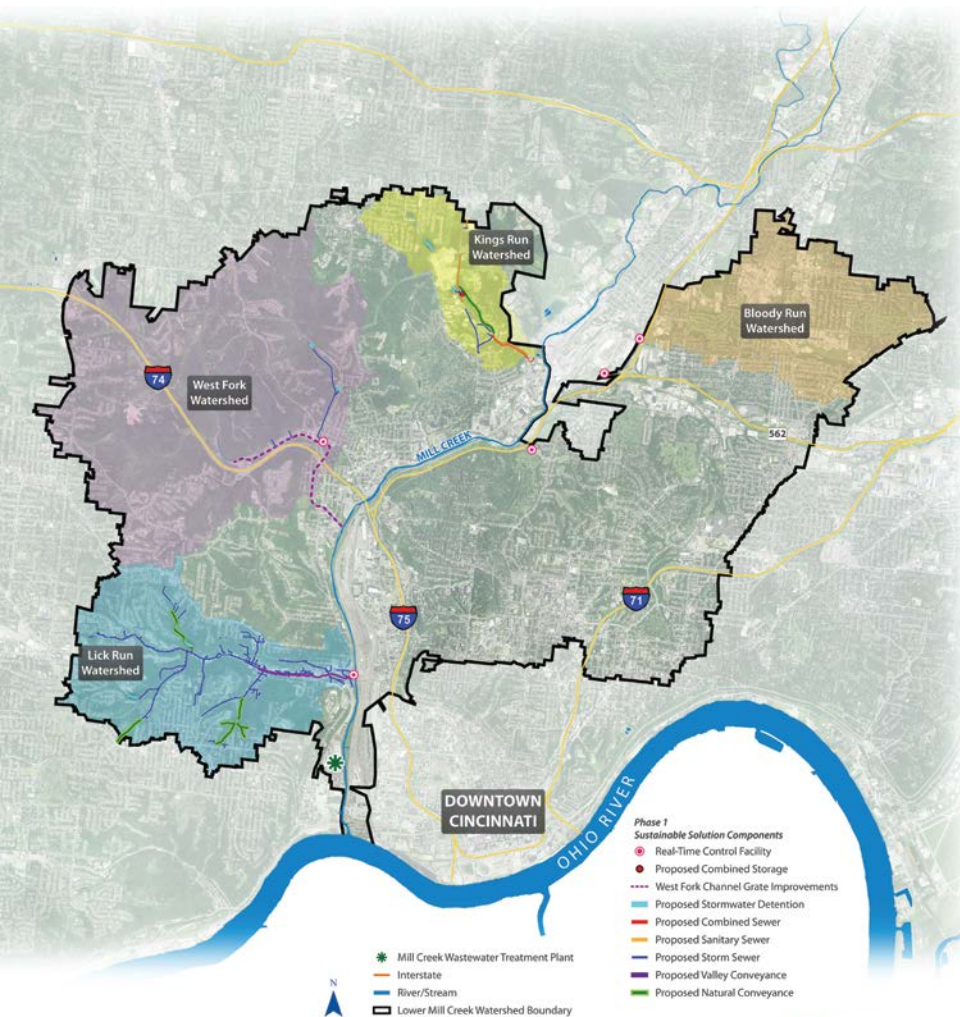 Kings Run
Watershed
Bloody Run
Watershed
74
West Fork
Watershed
562
MILL CREEK
71
75
Lick Run
Watershed
DOWNTOWN
CINCINNATI
OHIO RIVER
Phase 1
Sustainable Solution Components
Real-Time Control Facility
Proposed Combined Storage
West Fork Channel Grate Improvements
Proposed Stormwater Detention
Proposed Combined Sewer
Proposed Sanitary Sewer
Proposed Storm Sewer
Proposed Valley Conveyance
Proposed Natural Conveyance
Mill Creek Wastewater Treatment Plant
Interstate
River/Stream
Lower Mill Creek Watershed Boundary
N